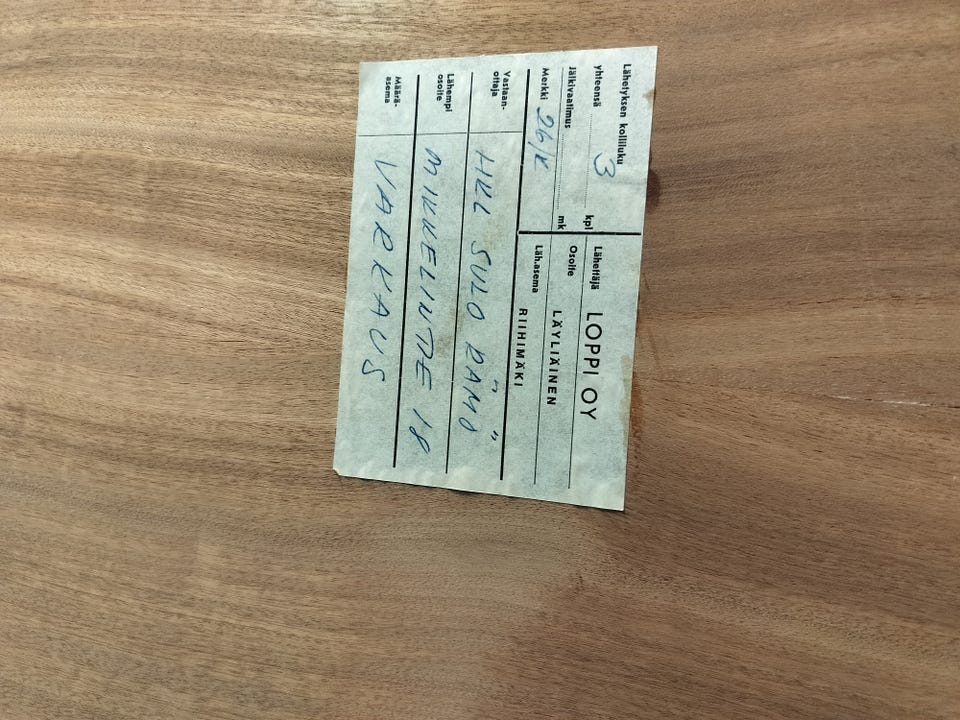 Lähetyksen kolliluku
yhteensä 3 kpl
Jälkivaatimus mk
Merkki 26/K
Lähettäjä LOPPI OY
Osoite LÄYLIÄINEN
Läh.asema RIIHIMÄKI
Vastaan-
ottaja HRL SULO RÄMÖ
Lähempi
osoite MIKKELINTIE 18
Määrä-
asema VARKAUS